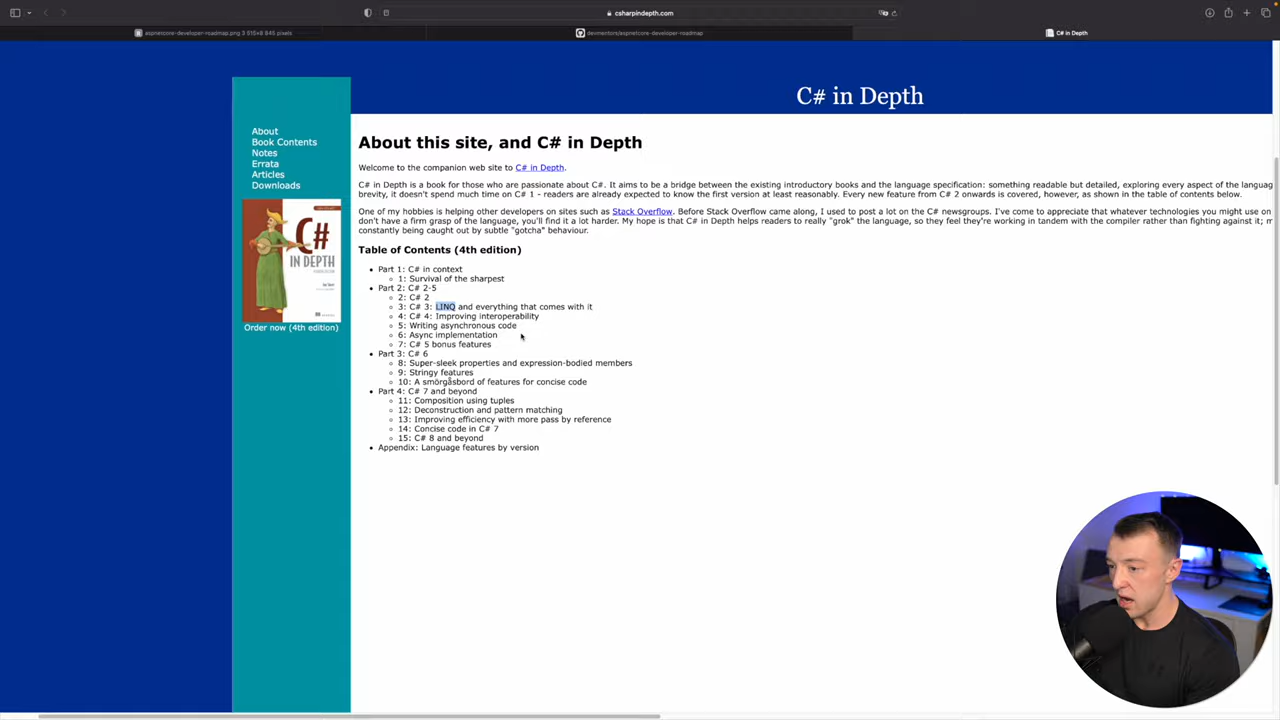 csharpindepth.com
aspnetcore-developer-roadmap.png 3 515×8 845 pixels
devmentors/aspnetcore-developer-roadmap
C# in Depth
C# in Depth
About
Book Contents
Notes
Errata
Articles
Downloads
C#
IN DEPTH
Order now (4th edition)
About this site, and C# in Depth
Welcome to the companion web site to C# in Depth.
C# in Depth is a book for those who are passionate about C#. It aims to be a bridge between the existing introductory books and the language specification: something readable but detailed, exploring every aspect of the languag
brevity, it doesn't spend much time on C# 1 - readers are already expected to know the first version at least reasonably. Every new feature from C# 2 onwards is covered, however, as shown in the table of contents below.
One of my hobbies is helping other developers on sites such as Stack Overflow. Before Stack Overflow came along, I used to post a lot on the C# newsgroups. I've come to appreciate that whatever technologies you might use on
don't have a firm grasp of the language, you'll find it a lot harder. My hope is that C# in Depth helps readers to really "grok" the language, so they feel they're working in tandem with the compiler rather than fighting against it; m
constantly being caught out by subtle "gotcha" behaviour.
Table of Contents (4th edition)
• Part 1: C# in context
◦ 1: Survival of the sharpest
• Part 2: C# 2-5
◦ 2: C# 2
◦ 3: C# 3: LINQ and everything that comes with it
◦ 4: C# 4: Improving interoperability
◦ 5: Writing asynchronous code
◦ 6: Async implementation
◦ 7: C# 5 bonus features
• Part 3: C# 6
◦ 8: Super-sleek properties and expression-bodied members
◦ 9: Stringy features
◦ 10: A smörgåsbord of features for concise code
• Part 4: C# 7 and beyond
◦ 11: Composition using tuples
◦ 12: Deconstruction and pattern matching
◦ 13: Improving efficiency with more pass by reference
◦ 14: Concise code in C# 7
◦ 15: C# 8 and beyond
• Appendix: Language features by version